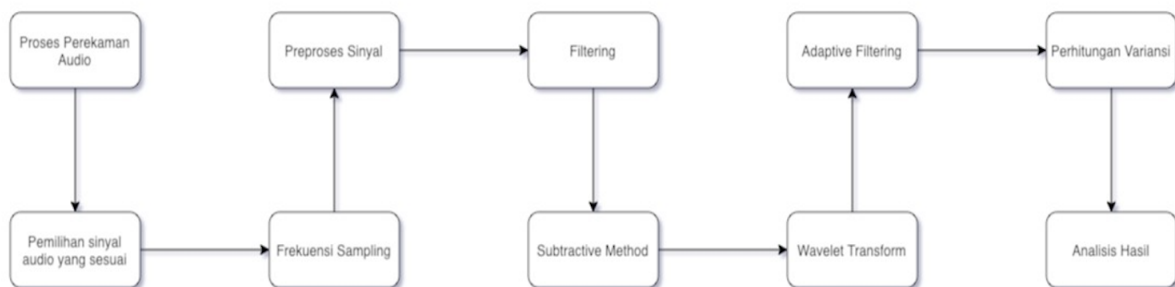 Proses Perekaman
Audio
Pemilihan sinyal
audio yang sesuai
Frekuensi Sampling
Preproses Sinyal
Filtering
Subtractive Method
Wavelet Transform
Adaptive Filtering
Perhitungan Variansi
Analisis Hasil